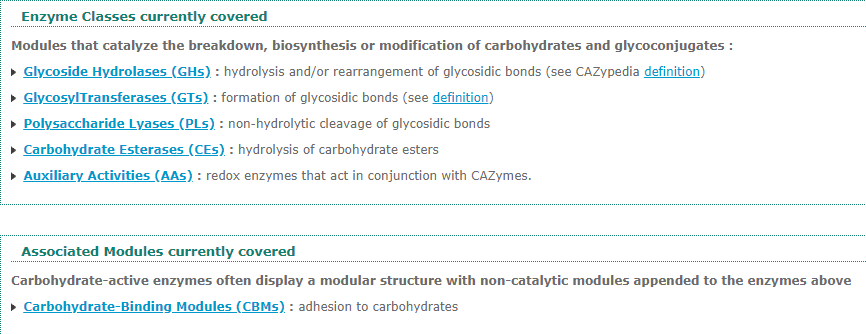 Enzyme Classes currently covered
Modules that catalyze the breakdown, biosynthesis or modification of carbohydrates and glycoconjugates :
Glycoside Hydrolases (GHs) : hydrolysis and/or rearrangement of glycosidic bonds (see CAZypedia definition)
GlycosylTransferases (GTs) : formation of glycosidic bonds (see definition)
Polysaccharide Lyases (PLs) : non-hydrolytic cleavage of glycosidic bonds
Carbohydrate Esterases (CEs) : hydrolysis of carbohydrate esters
Auxiliary Activities (AAs) : redox enzymes that act in conjunction with CAZymes.
Associated Modules currently covered
Carbohydrate-active enzymes often display a modular structure with non-catalytic modules appended to the enzymes above
Carbohydrate-Binding Modules (CBMs) : adhesion to carbohydrates